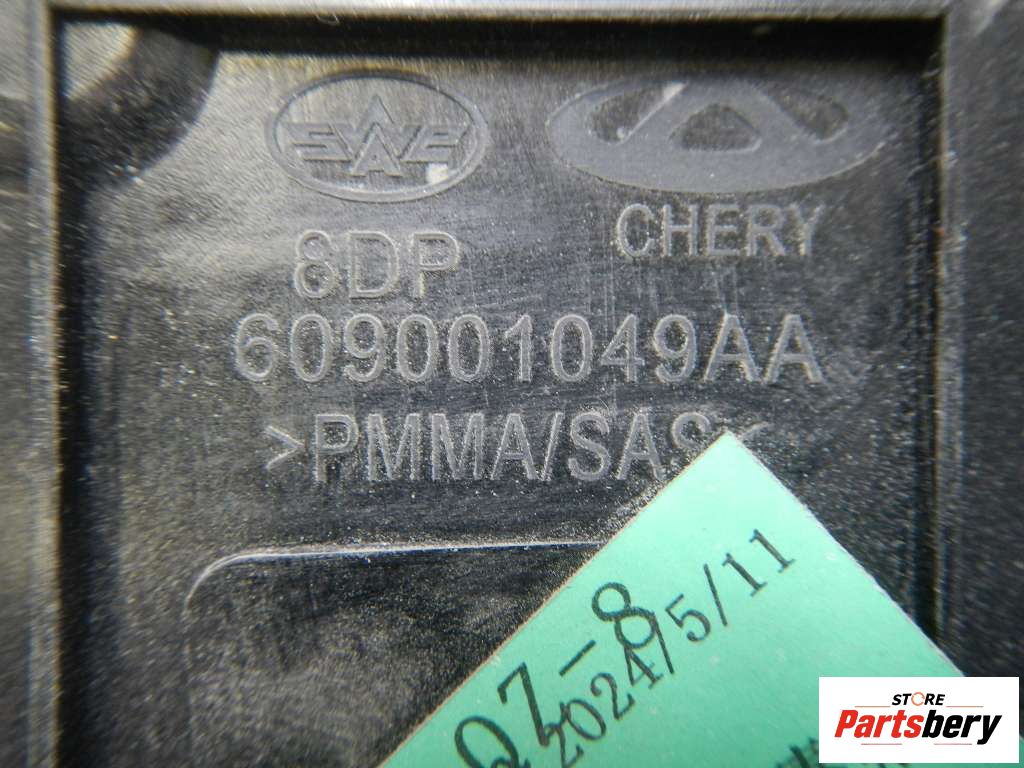 8DP
CHERY
609001049AA
>PMMA/SAS<
QZ-8
2024/5/11
STORE
Partsbery